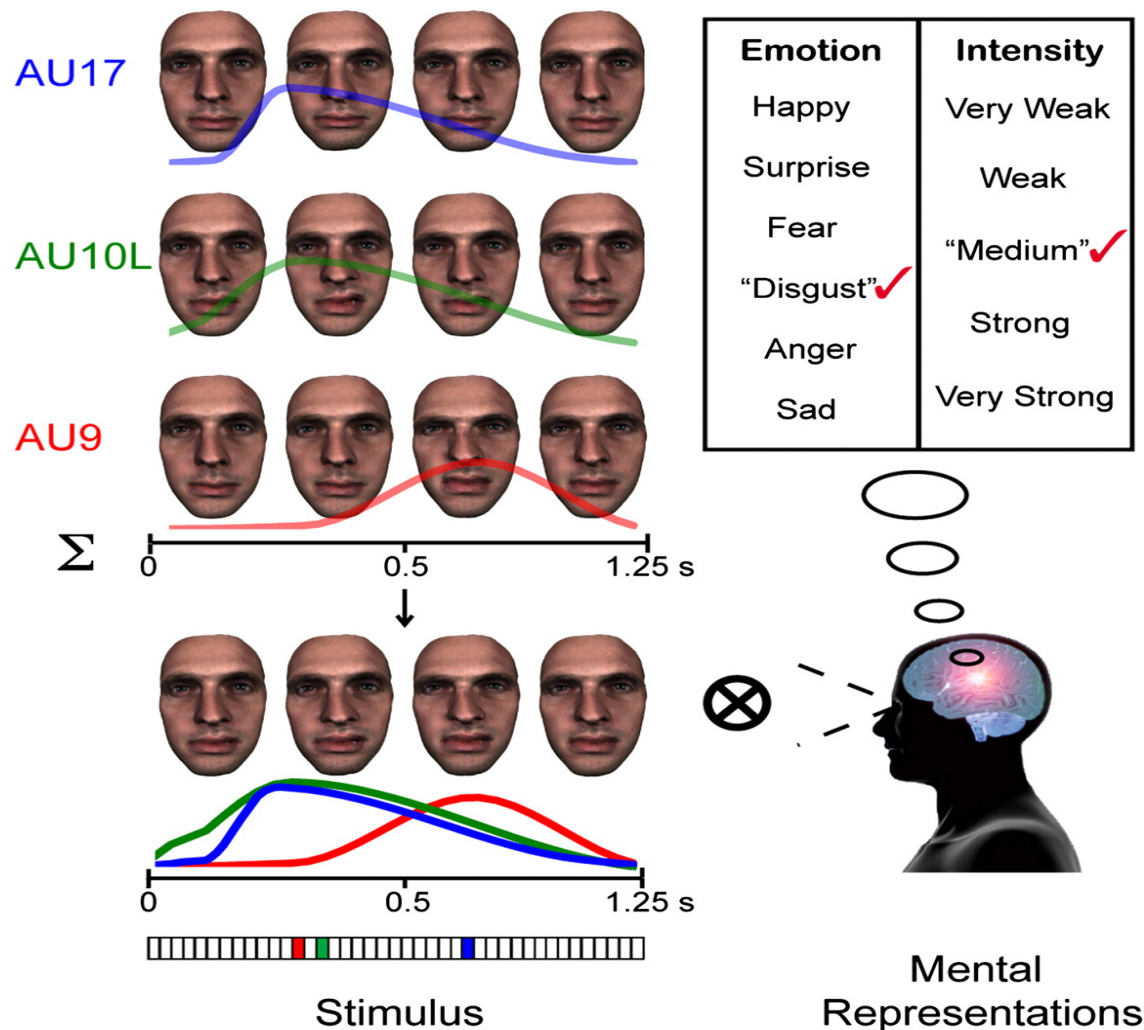 AU17
AU10L
AU9
Σ
0 0.5 1.25 s
0 0.5 1.25 s
Stimulus
Emotion Intensity
Happy Very Weak
Surprise Weak
Fear “Medium”
“Disgust” Strong
Anger Very Strong
Sad
Mental
Representations